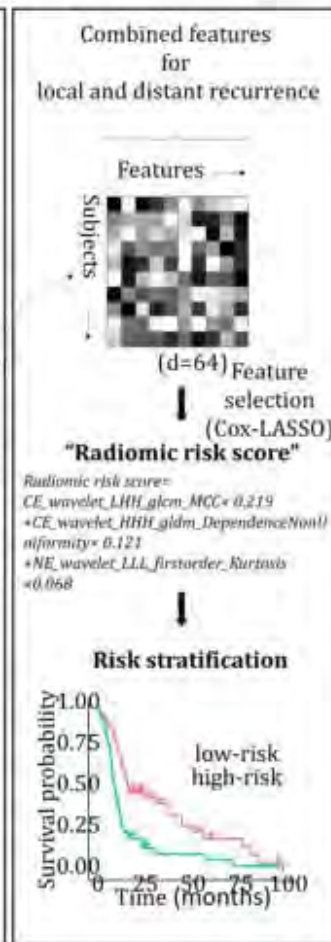 Combined features
for
local and distant recurrence
Features
Subjects
(d=64)
Feature
selection
(Cox-LASSO)
"Radiomic risk score"
Radiomic risk score=
CE_wavelet_LHH_glcm_MCC× 0.219
+CE_wavelet_HHH_gldm_DependenceNonU
niformity× 0.121
+NE_wavelet_LLL_firstorder_Kurtosis
×0.068
Risk stratification
Survival probability
1.00
0.75
0.50
0.25
0.00
low-risk
high-risk
0 25 50 75 100
Time (months)